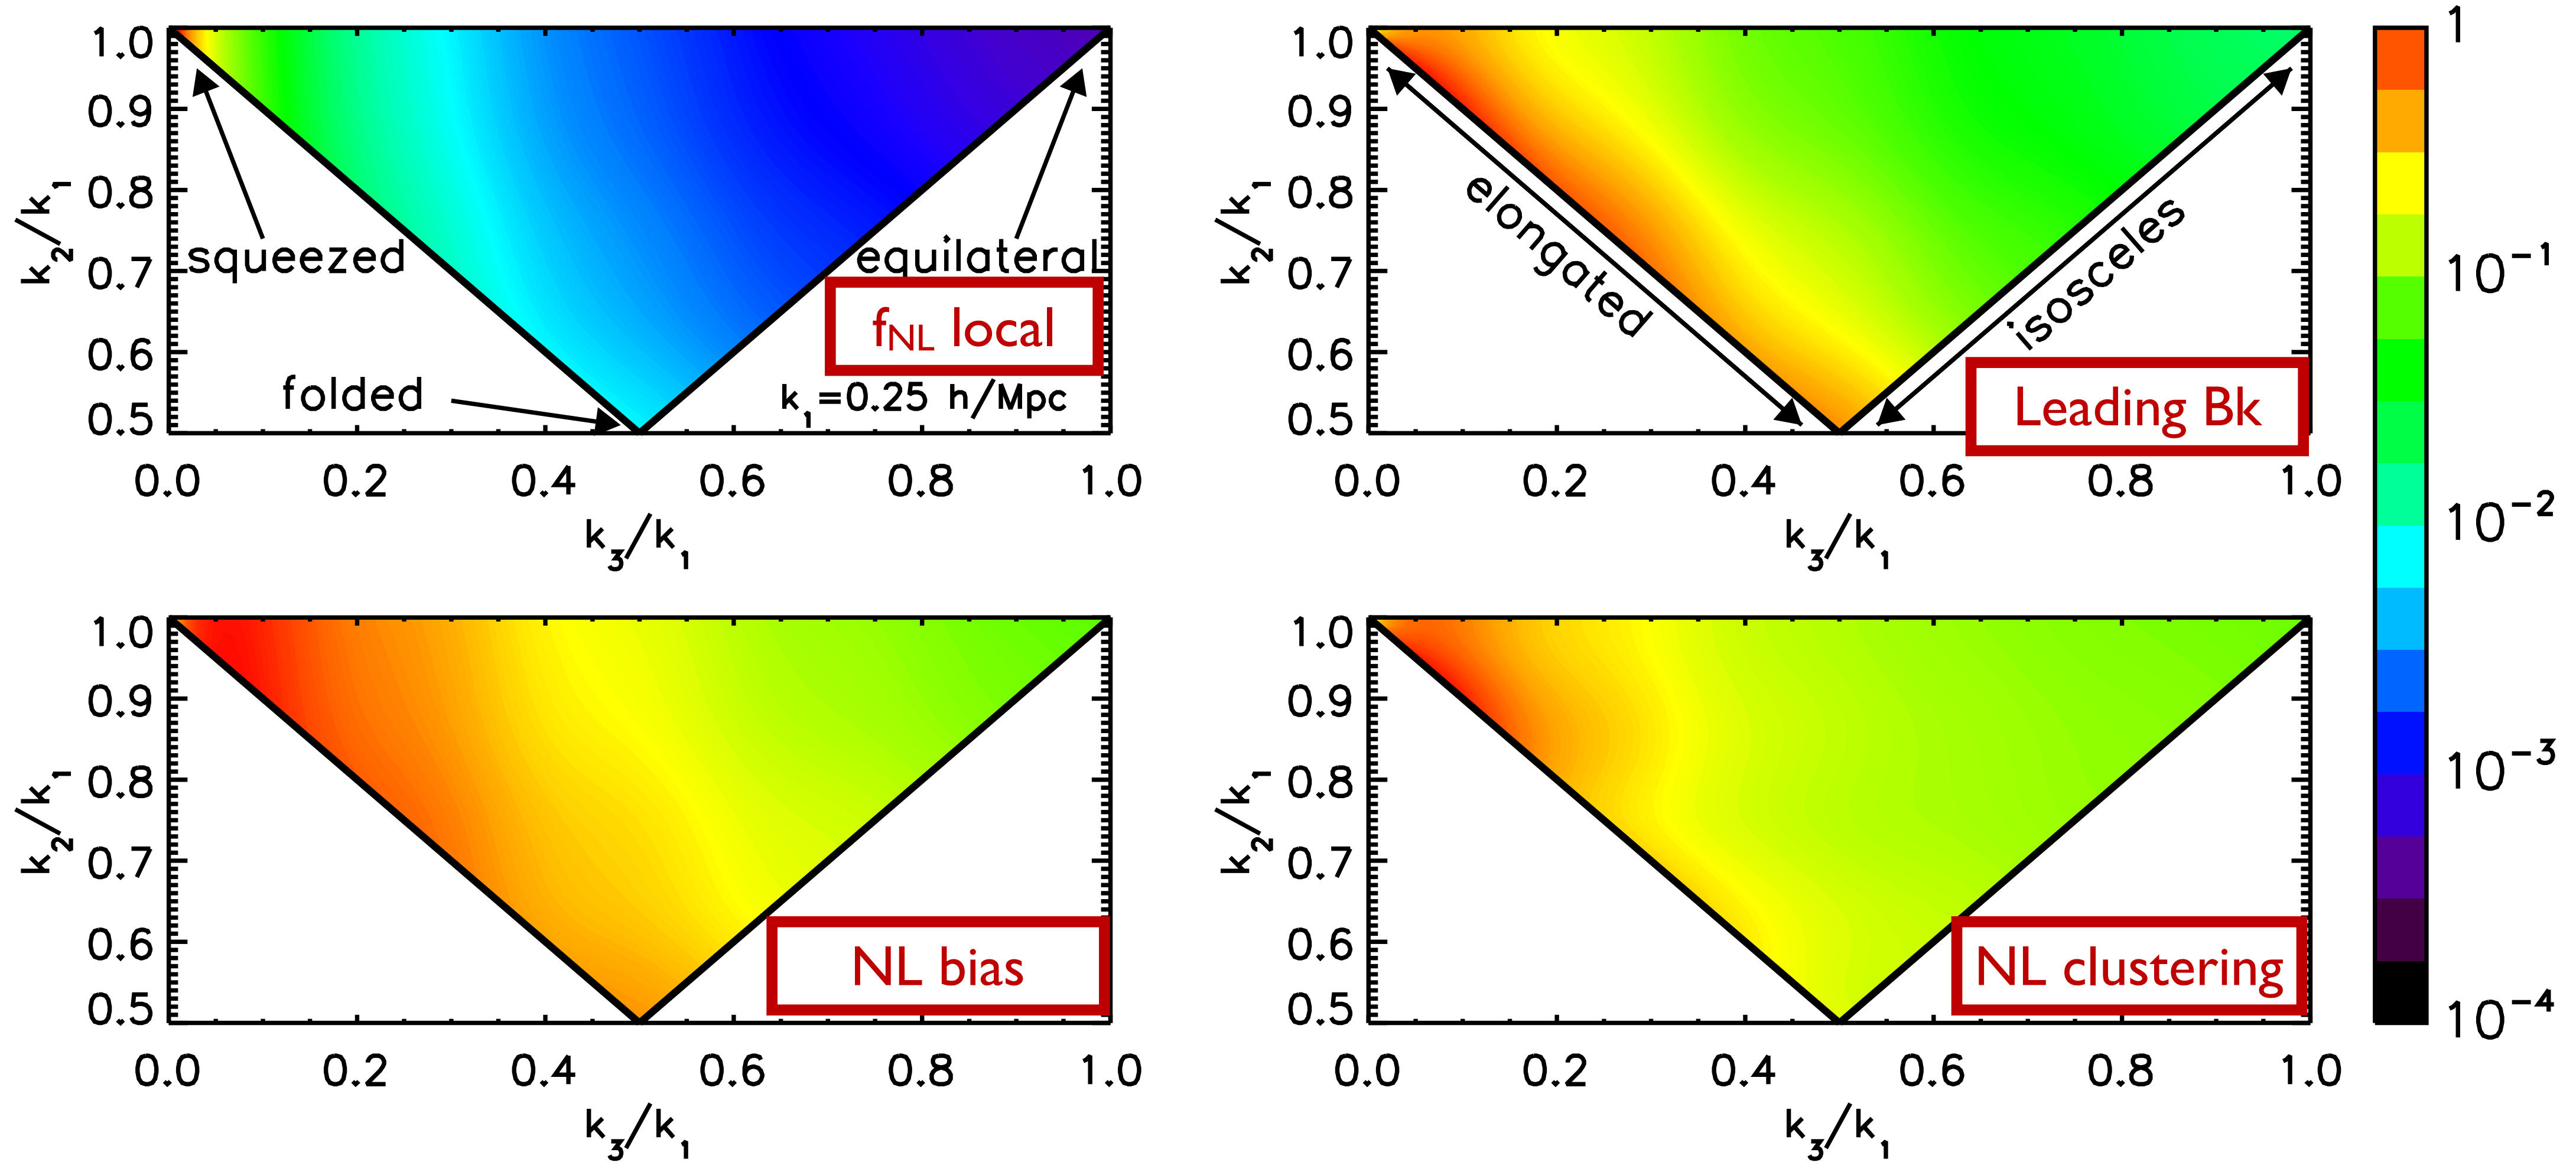 1.0
0.9
0.8
0.7
0.6
0.5
k2/k1
squeezed
equilateral
folded
fNL local
k1=0.25 h/Mpc
0.0 0.2 0.4 0.6 0.8 1.0
k3/k1
1.0
0.9
0.8
0.7
0.6
0.5
k2/k1
elongated
isosceles
Leading Bk
0.0 0.2 0.4 0.6 0.8 1.0
k3/k1
1.0
0.9
0.8
0.7
0.6
0.5
k2/k1
NL bias
0.0 0.2 0.4 0.6 0.8 1.0
k3/k1
1.0
0.9
0.8
0.7
0.6
0.5
k2/k1
NL clustering
0.0 0.2 0.4 0.6 0.8 1.0
k3/k1
1
10⁻¹
10⁻²
10⁻³
10⁻⁴